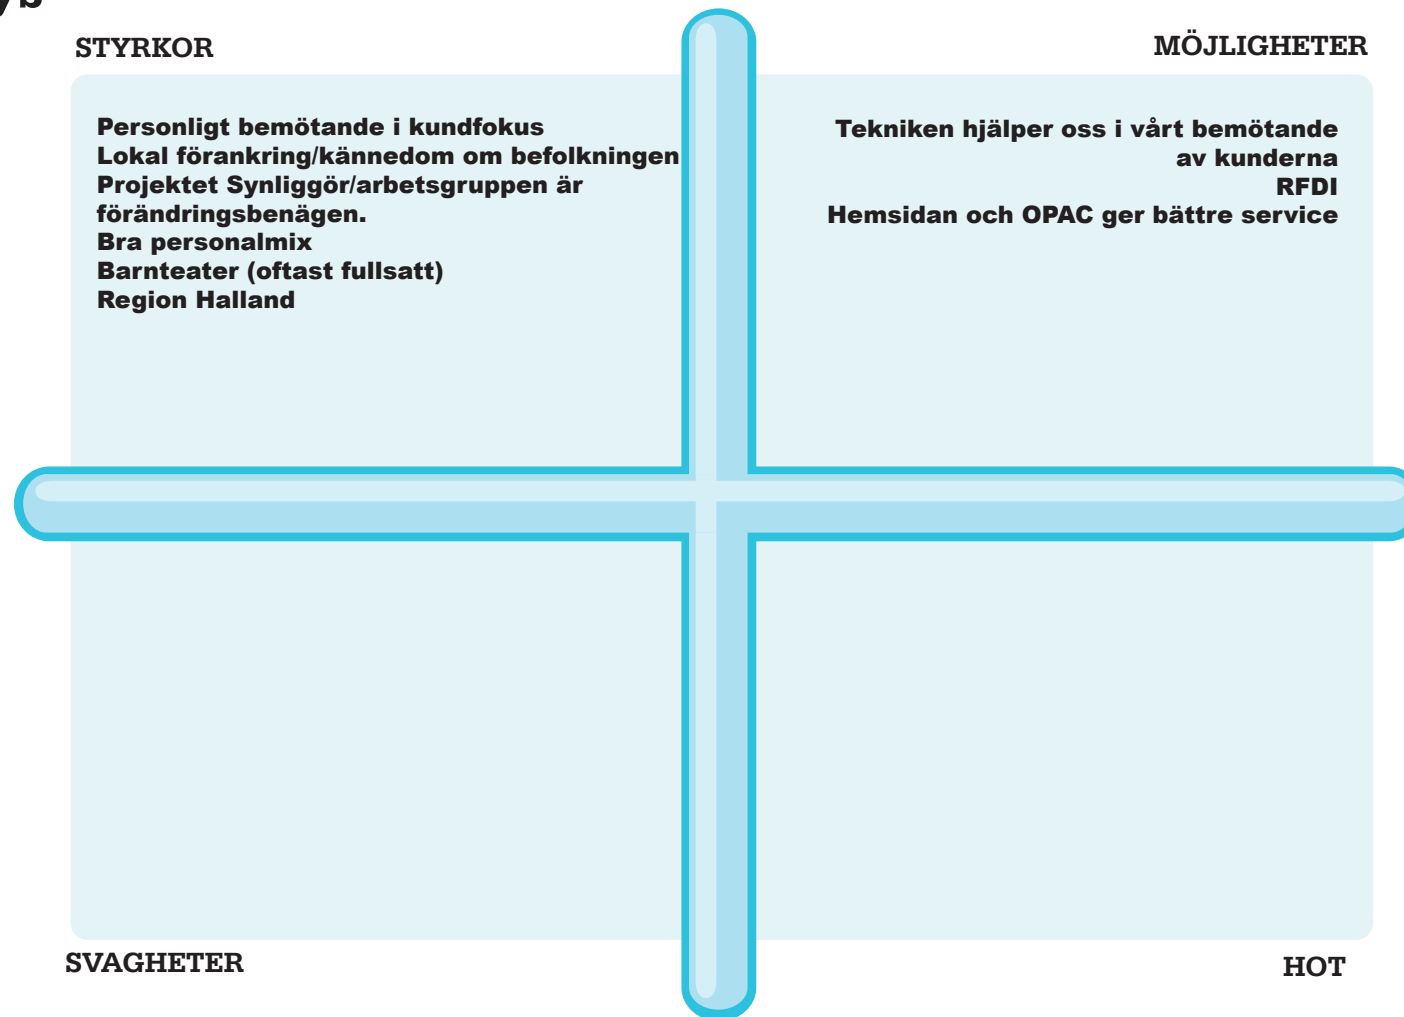 STYRKOR
MÖJLIGHETER
Personligt bemötande i kundfokus
Lokal förankring/kännedom om befolkningen
Projektet Synliggör/arbetsgruppen är
förändringsbenägen.
Bra personalmix
Barnteater (oftast fullsatt)
Region Halland
Tekniken hjälper oss i vårt bemötande
av kunderna
RFDI
Hemsidan och OPAC ger bättre service
SVAGHETER
HOT